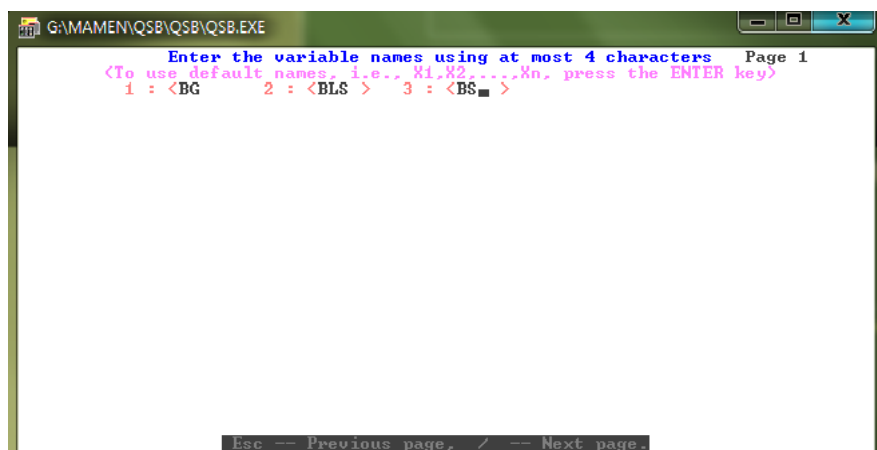 G:\MAMEN\QSB\QSB\QSB.EXE
Enter the variable names using at most 4 characters Page 1
<To use default names, i.e., X1,X2,...,Xn, press the ENTER key>
1 : <BG 2 : <BLS > 3 : <BS_ >
Esc -- Previous page, / -- Next page.